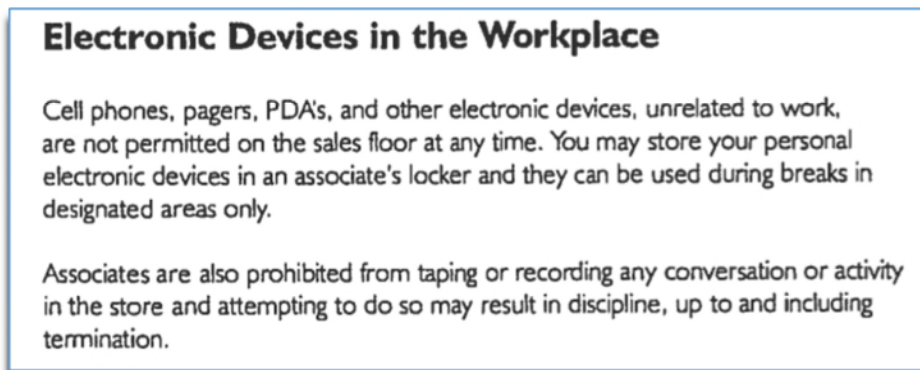 Electronic Devices in the Workplace
Cell phones, pagers, PDA's, and other electronic devices, unrelated to work,
are not permitted on the sales floor at any time. You may store your personal
electronic devices in an associate's locker and they can be used during breaks in
designated areas only.
Associates are also prohibited from taping or recording any conversation or activity
in the store and attempting to do so may result in discipline, up to and including
termination.